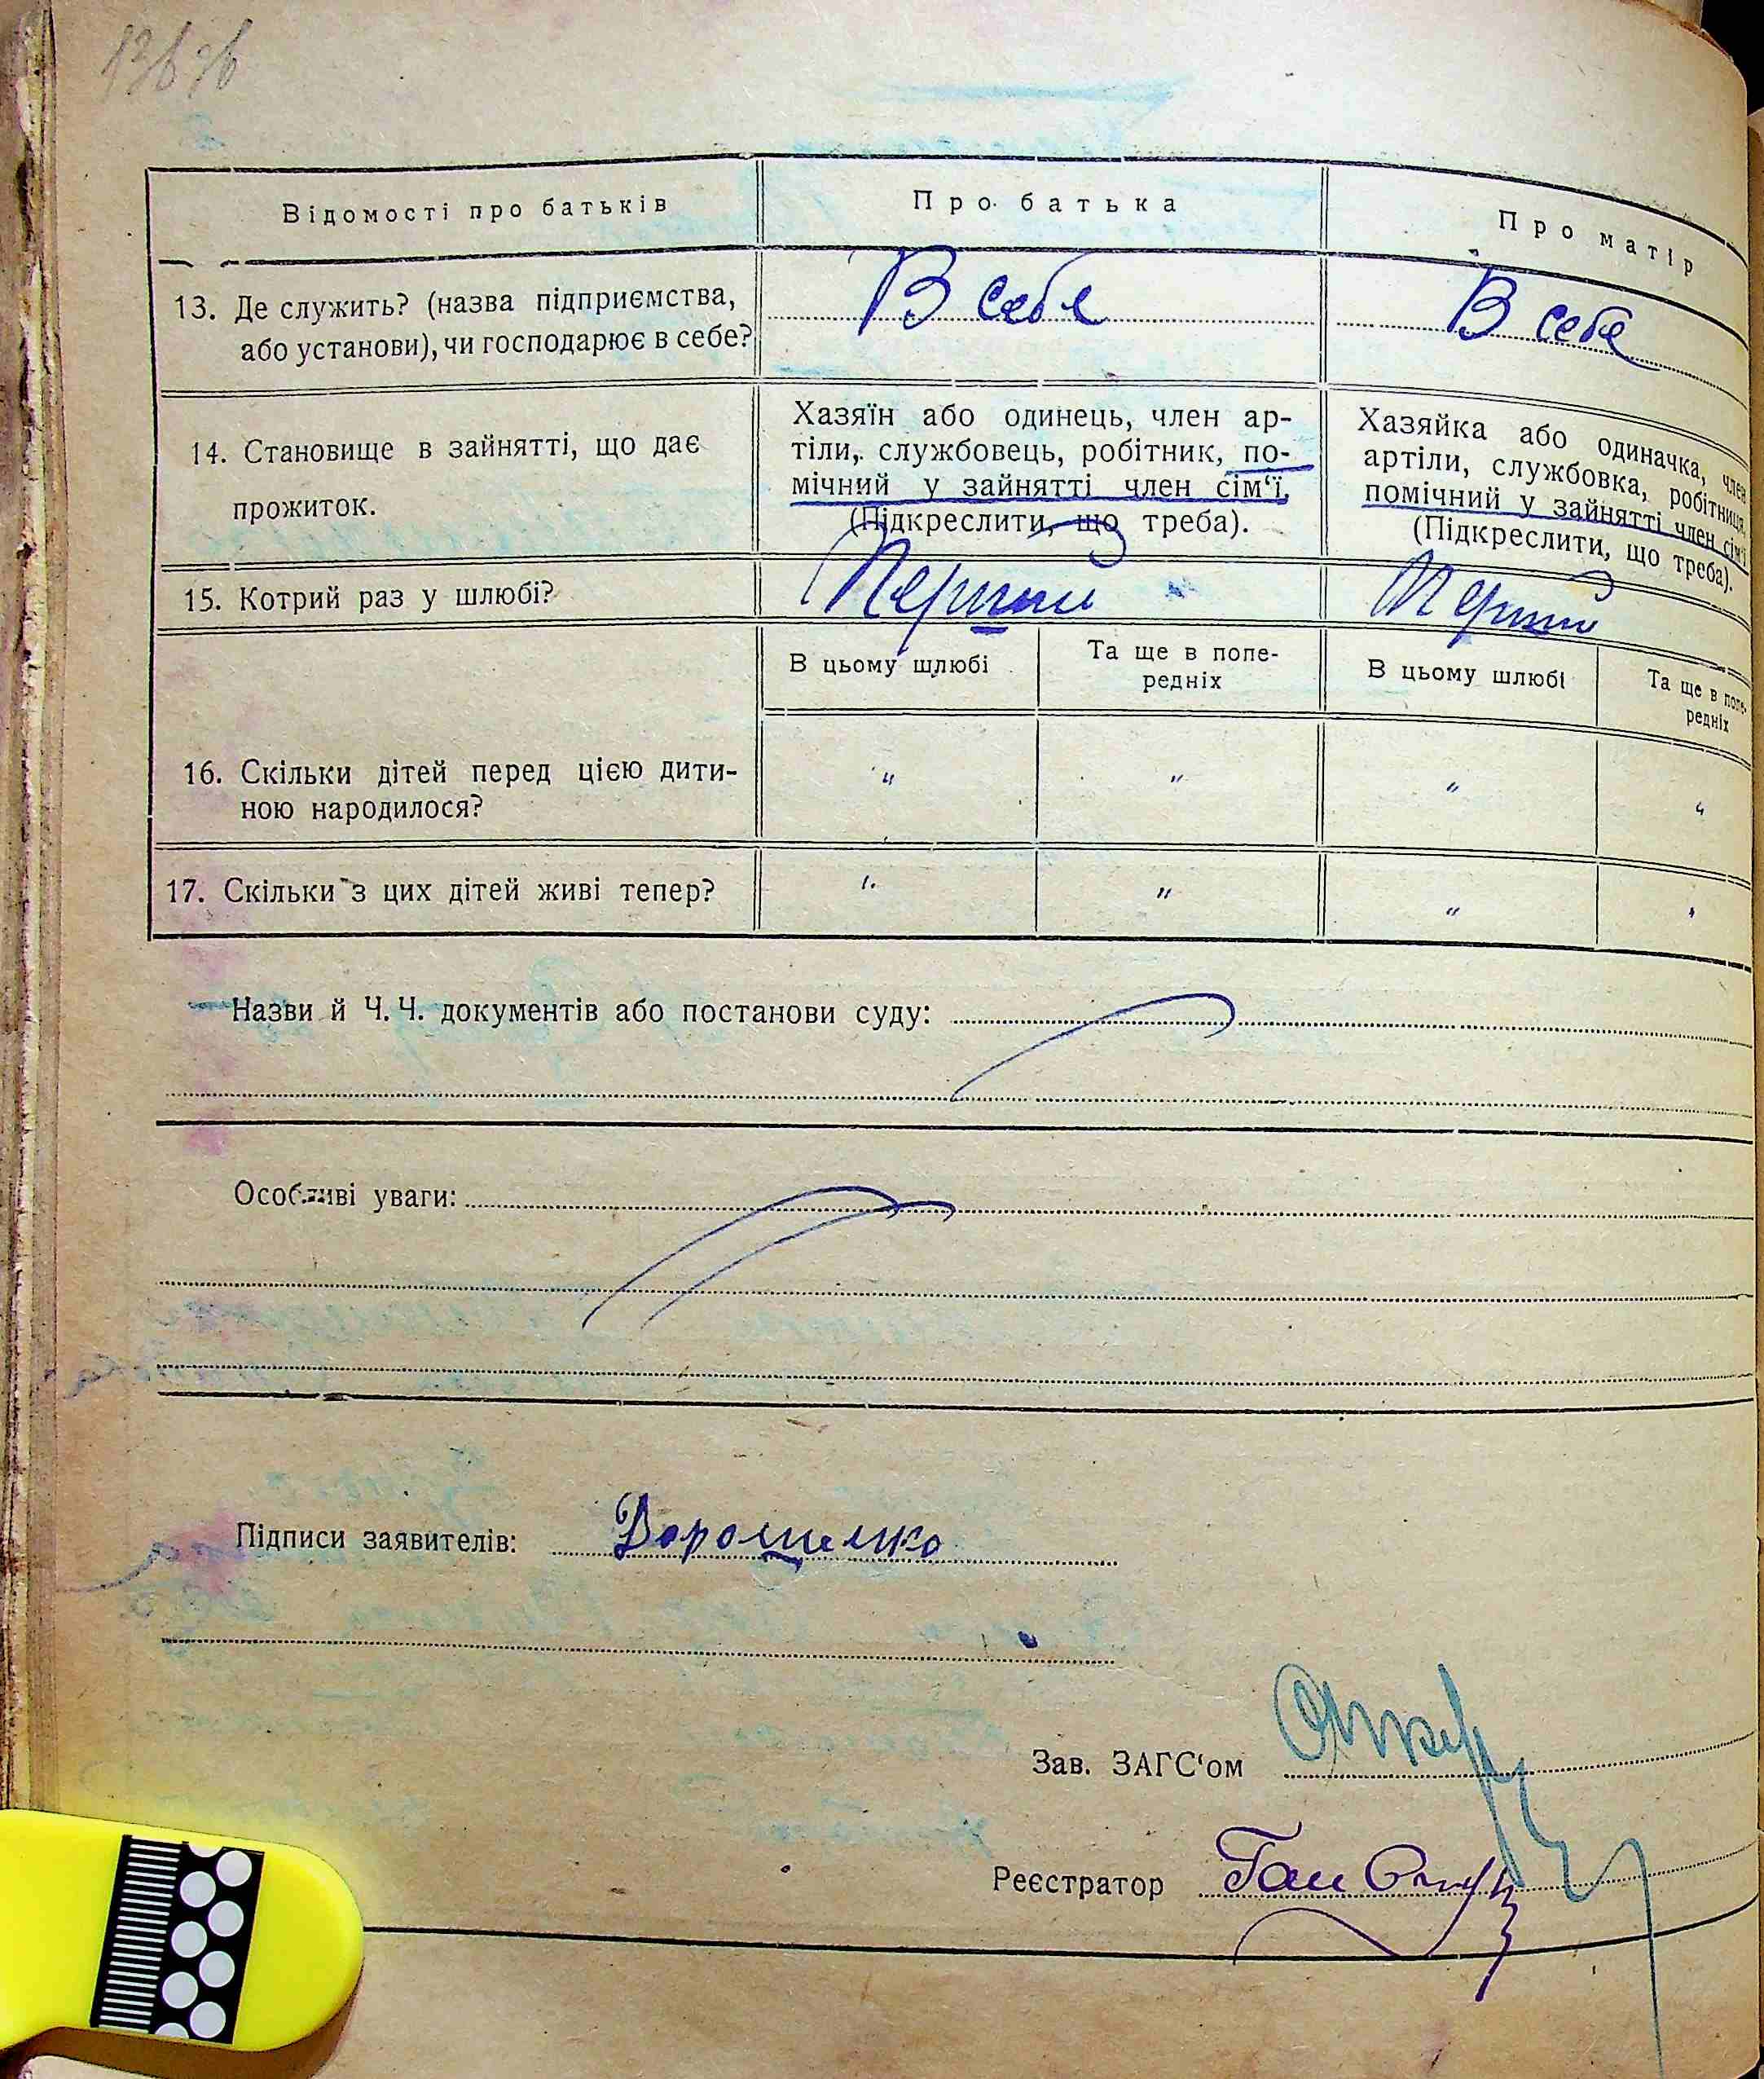 Відомості про батьків
Про батька
Про матір
13. Де служить? (назва підприємства,
або установи), чи господарює в себе?
В себе
В себе
14. Становище в зайнятті, що дає
прожиток.
Хазяїн або одинець, член ар-
тіли, службовець, робітник, по-
мічний у зайнятті член сім‘ї.
(Підкреслити, що треба).
Хазяйка або одиначка, член
артіли, службовка, робітниця,
помічний у зайнятті член сім‘ї
(Підкреслити, що треба).
15. Котрий раз у шлюбі?
Перший
Перший
В цьому шлюбі
Та ще в попе-
редніх
В цьому шлюбі
Та ще в попе-
редніх
16. Скільки дітей перед цією дити-
ною народилося?
"
"
"
"
17. Скільки з цих дітей живі тепер?
"
"
"
"
Назви й Ч. Ч. документів або постанови суду:
Особливі уваги:
Підписи заявителів: Дорошенко
Зав. ЗАГС‘ом
Реєстратор